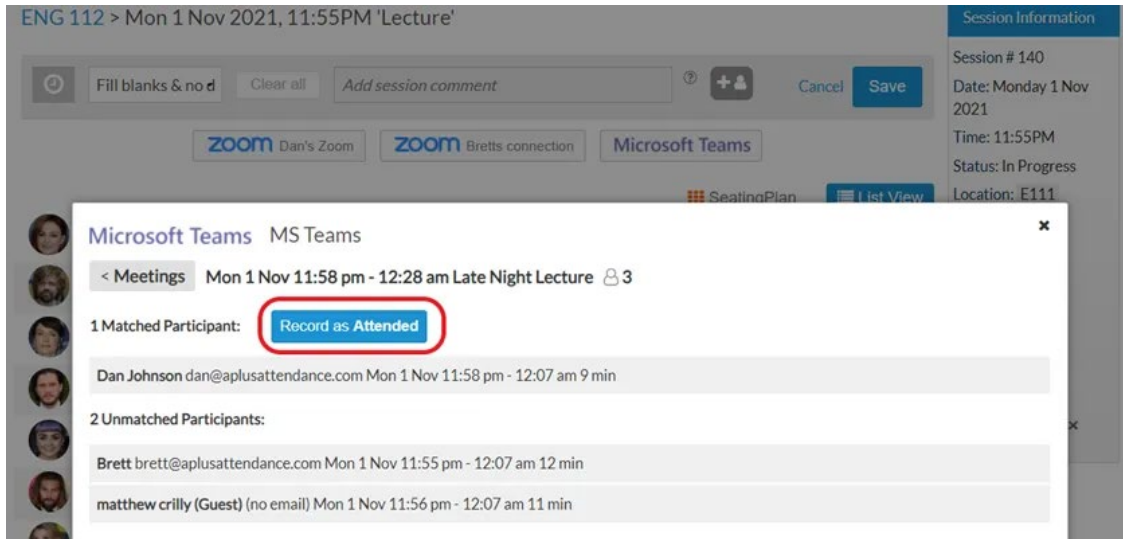 ENG 112 > Mon 1 Nov 2021, 11:55PM 'Lecture'
Session Information
Fill blanks & no d
Clear all
Add session comment
?
Cancel
Save
Session # 140
Date: Monday 1 Nov
2021
Time: 11:55PM
Status: In Progress
Location: E111
zoom Dan's Zoom
zoom Bretts connection
Microsoft Teams
SeatingPlan
List View
Microsoft Teams MS Teams
×
< Meetings Mon 1 Nov 11:58 pm - 12:28 am Late Night Lecture 3
1 Matched Participant: Record as Attended
Dan Johnson dan@aplusattendance.com Mon 1 Nov 11:58 pm - 12:07 am 9 min
2 Unmatched Participants:
Brett brett@aplusattendance.com Mon 1 Nov 11:55 pm - 12:07 am 12 min
matthew crilly (Guest) (no email) Mon 1 Nov 11:56 pm - 12:07 am 11 min